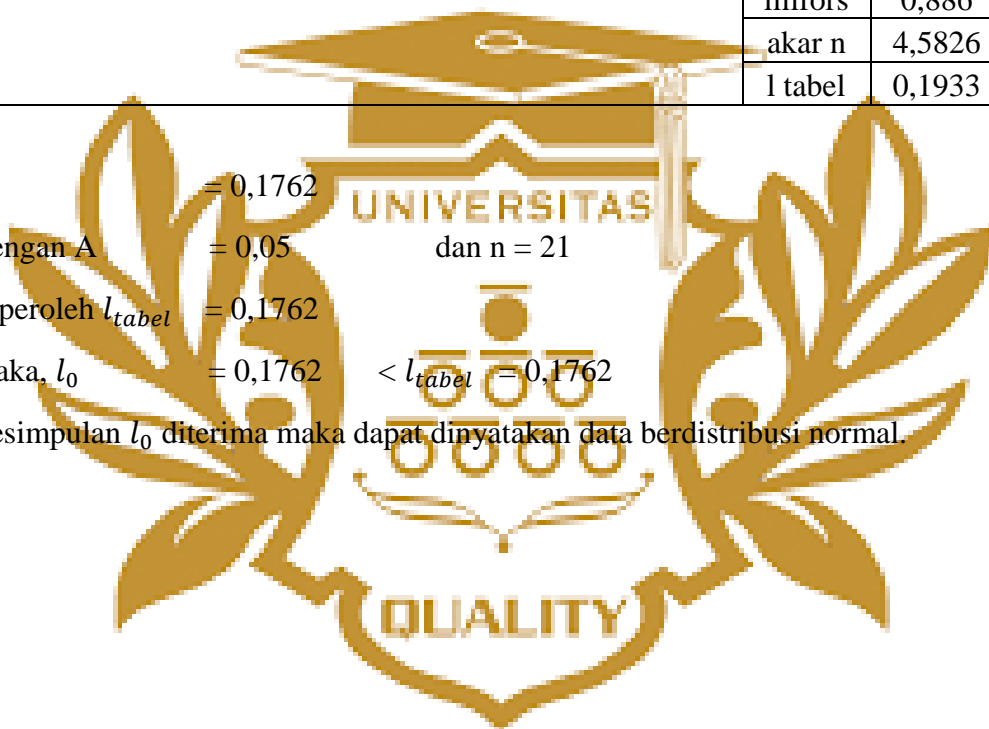 0,886
akar n 4,5826
l tabel 0,1933
= 0,1762
UNIVERSITAS
engan A = 0,05 dan n = 21
peroleh l_tabel = 0,1762
aka, l_0 = 0,1762 < l_tabel = 0,1762
esimpulan l_0 diterima maka dapat dinyatakan data berdistribusi normal.
QUALITY